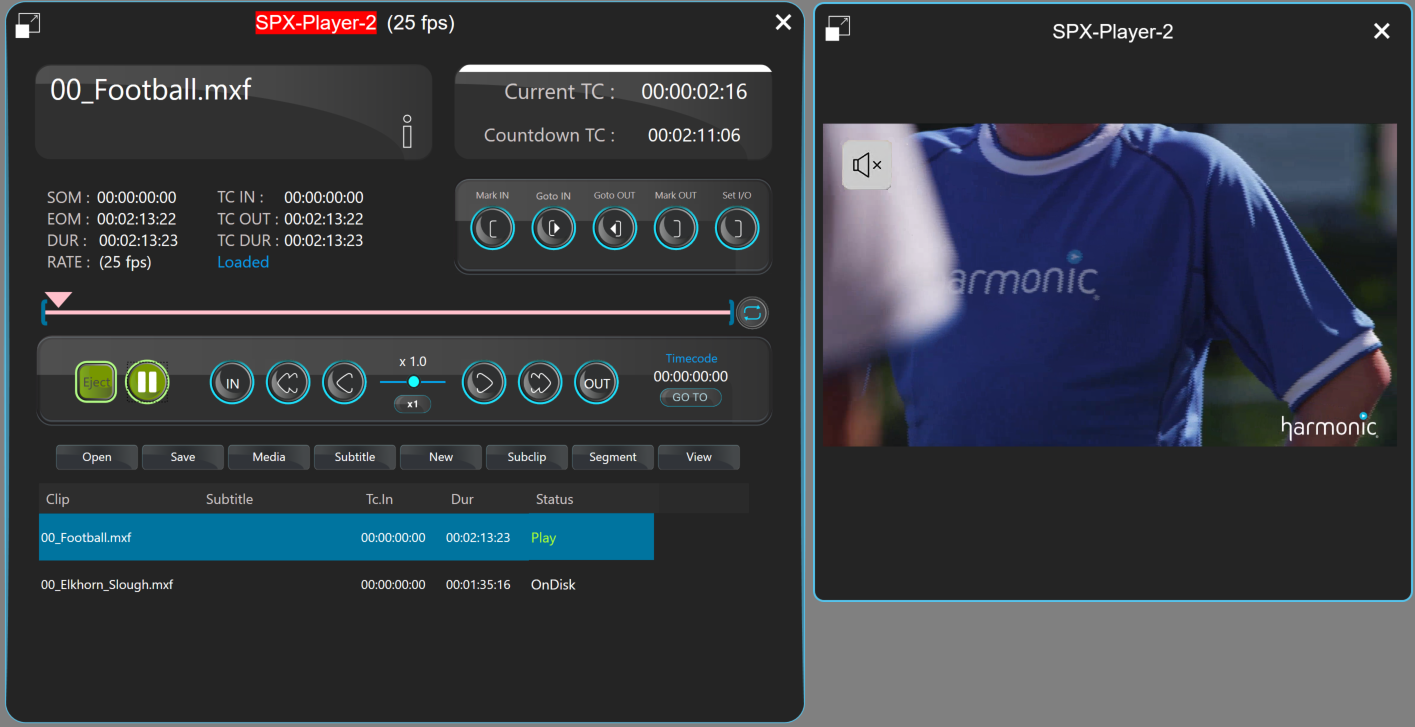 SPX-Player-2 (25 fps)
00_Football.mxf
Current TC : 00:00:02:16
Countdown TC : 00:02:11:06
SOM : 00:00:00:00 TC IN : 00:00:00:00
EOM : 00:02:13:22 TC OUT : 00:02:13:22
DUR : 00:02:13:23 TC DUR : 00:02:13:23
RATE : (25 fps) Loaded
Mark IN Goto IN Goto OUT Mark OUT Set I/O
Eject
IN
x 1.0
x1
OUT
Timecode
00:00:00:00
GO TO
Open Save Media Subtitle New Subclip Segment View
Clip Subtitle Tc.In Dur Status
00_Football.mxf 00:00:00:00 00:02:13:23 Play
00_Elkhorn_Slough.mxf 00:00:00:00 00:01:35:16 OnDisk
SPX-Player-2
harmonic
harmonic